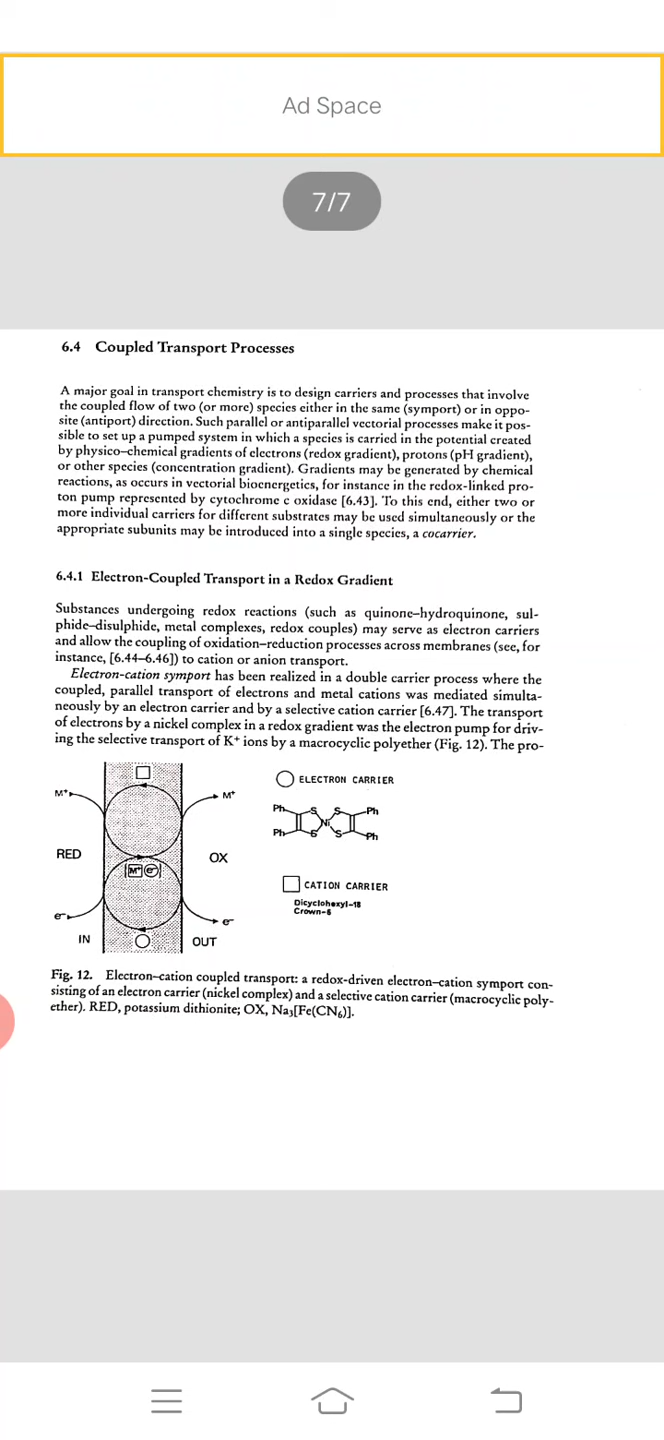 Ad Space
7/7
6.4 Coupled Transport Processes
A major goal in transport chemistry is to design carriers and processes that involve
the coupled flow of two (or more) species either in the same (symport) or in oppo-
site (antiport) direction. Such parallel or antiparallel vectorial processes make it pos-
sible to set up a pumped system in which a species is carried in the potential created
by physico–chemical gradients of electrons (redox gradient), protons (pH gradient),
or other species (concentration gradient). Gradients may be generated by chemical
reactions, as occurs in vectorial bioenergetics, for instance in the redox-linked pro-
ton pump represented by cytochrome c oxidase [6.43]. To this end, either two or
more individual carriers for different substrates may be used simultaneously or the
appropriate subunits may be introduced into a single species, a cocarrier.
6.4.1 Electron-Coupled Transport in a Redox Gradient
Substances undergoing redox reactions (such as quinone–hydroquinone, sul-
phide–disulphide, metal complexes, redox couples) may serve as electron carriers
and allow the coupling of oxidation–reduction processes across membranes (see, for
instance, [6.44–6.46]) to cation or anion transport.
Electron-cation symport has been realized in a double carrier process where the
coupled, parallel transport of electrons and metal cations was mediated simulta-
neously by an electron carrier and by a selective cation carrier [6.47]. The transport
of electrons by a nickel complex in a redox gradient was the electron pump for driv-
ing the selective transport of K⁺ ions by a macrocyclic polyether (Fig. 12). The pro-
M⁺
M⁺
RED
OX
M⁺ e⁻
e⁻
e⁻
IN
OUT
ELECTRON CARRIER
Ph S S Ph
Ni
Ph S S Ph
CATION CARRIER
Dicyclohexyl-18
Crown-6
Fig. 12. Electron–cation coupled transport: a redox-driven electron–cation symport con-
sisting of an electron carrier (nickel complex) and a selective cation carrier (macrocyclic poly-
ether). RED, potassium dithionite; OX, Na₃[Fe(CN₆)].